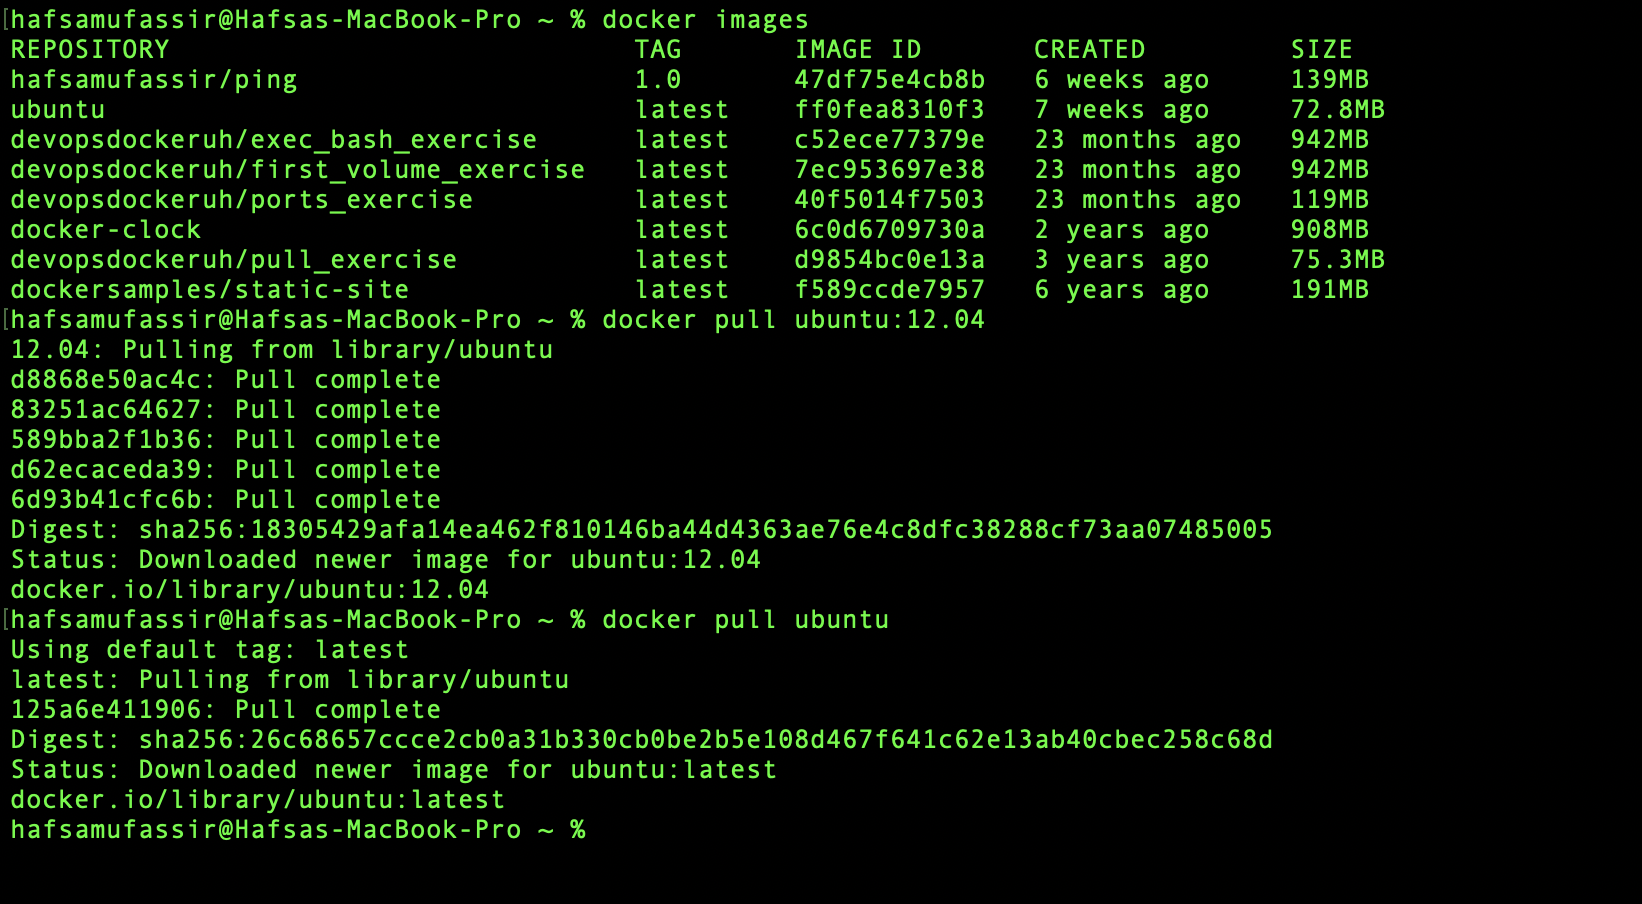 [hafsamufassir@Hafsas-MacBook-Pro ~ % docker images
REPOSITORY TAG IMAGE ID CREATED SIZE
hafsamufassir/ping 1.0 47df75e4cb8b 6 weeks ago 139MB
ubuntu latest ff0fea8310f3 7 weeks ago 72.8MB
devopsdockeruh/exec_bash_exercise latest c52ece77379e 23 months ago 942MB
devopsdockeruh/first_volume_exercise latest 7ec953697e38 23 months ago 942MB
devopsdockeruh/ports_exercise latest 40f5014f7503 23 months ago 119MB
docker-clock latest 6c0d6709730a 2 years ago 908MB
devopsdockeruh/pull_exercise latest d9854bc0e13a 3 years ago 75.3MB
dockersamples/static-site latest f589ccde7957 6 years ago 191MB
[hafsamufassir@Hafsas-MacBook-Pro ~ % docker pull ubuntu:12.04
12.04: Pulling from library/ubuntu
d8868e50ac4c: Pull complete
83251ac64627: Pull complete
589bba2f1b36: Pull complete
d62ecaceda39: Pull complete
6d93b41cfc6b: Pull complete
Digest: sha256:18305429afa14ea462f810146ba44d4363ae76e4c8dfc38288cf73aa07485005
Status: Downloaded newer image for ubuntu:12.04
docker.io/library/ubuntu:12.04
[hafsamufassir@Hafsas-MacBook-Pro ~ % docker pull ubuntu
Using default tag: latest
latest: Pulling from library/ubuntu
125a6e411906: Pull complete
Digest: sha256:26c68657ccce2cb0a31b330cb0be2b5e108d467f641c62e13ab40cbec258c68d
Status: Downloaded newer image for ubuntu:latest
docker.io/library/ubuntu:latest
hafsamufassir@Hafsas-MacBook-Pro ~ %